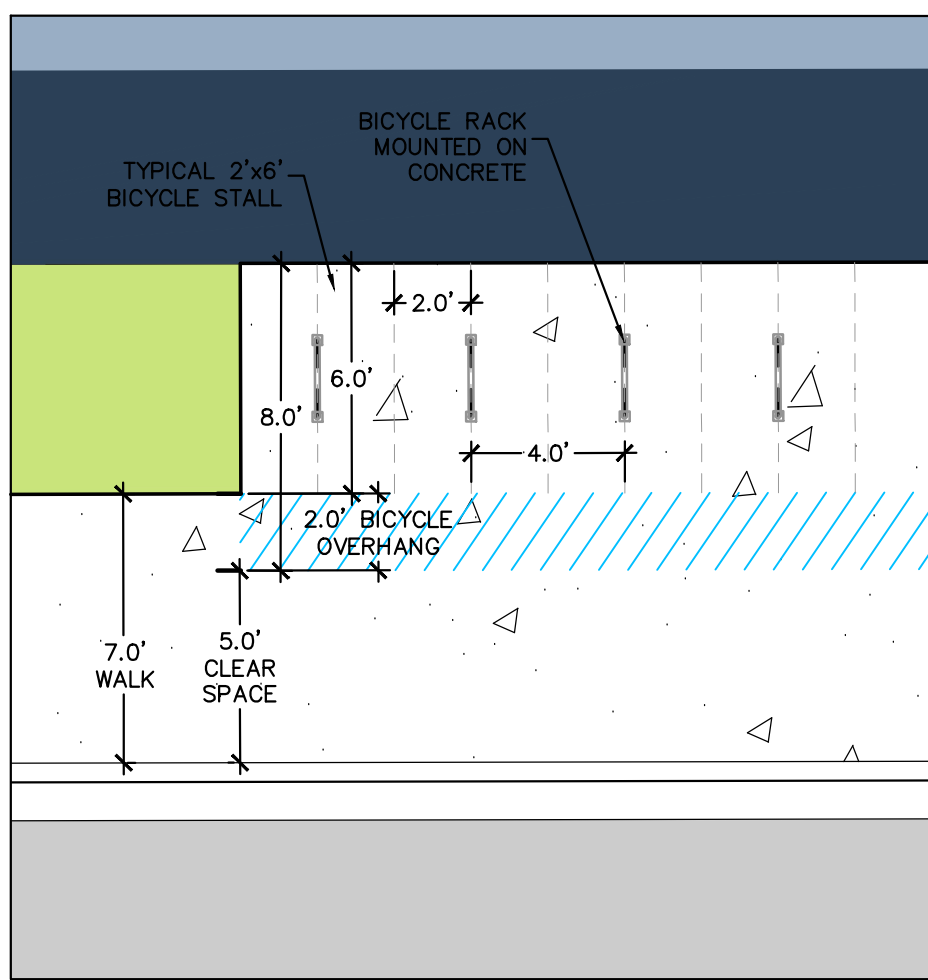 BICYCLE RACK
MOUNTED ON
CONCRETE
TYPICAL 2'x6'
BICYCLE STALL
2.0'
6.0'
8.0'
4.0'
2.0' BICYCLE
OVERHANG
7.0'
WALK
5.0'
CLEAR
SPACE